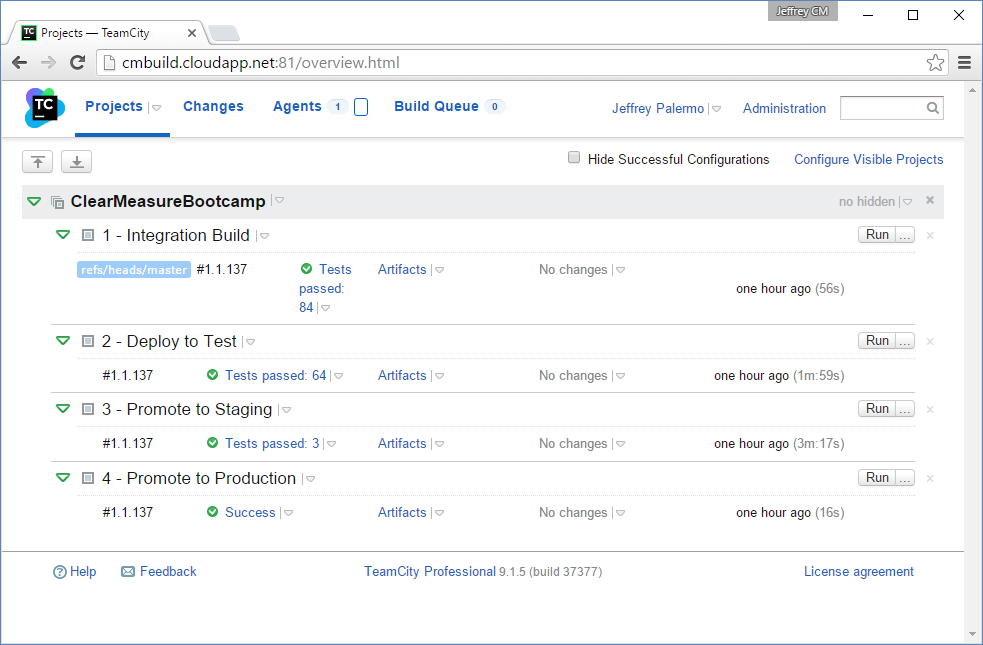 Jeffrey CM
TC Projects — TeamCity
cmbuild.cloudapp.net:81/overview.html
TC Projects Changes Agents 1 Build Queue 0 Jeffrey Palermo Administration
Hide Successful Configurations Configure Visible Projects
ClearMeasureBootcamp no hidden
1 - Integration Build Run ...
refs/heads/master #1.1.137 Tests passed: 84 Artifacts No changes one hour ago (56s)
2 - Deploy to Test Run ...
#1.1.137 Tests passed: 64 Artifacts No changes one hour ago (1m:59s)
3 - Promote to Staging Run ...
#1.1.137 Tests passed: 3 Artifacts No changes one hour ago (3m:17s)
4 - Promote to Production Run ...
#1.1.137 Success Artifacts No changes one hour ago (16s)
Help Feedback TeamCity Professional 9.1.5 (build 37377) License agreement